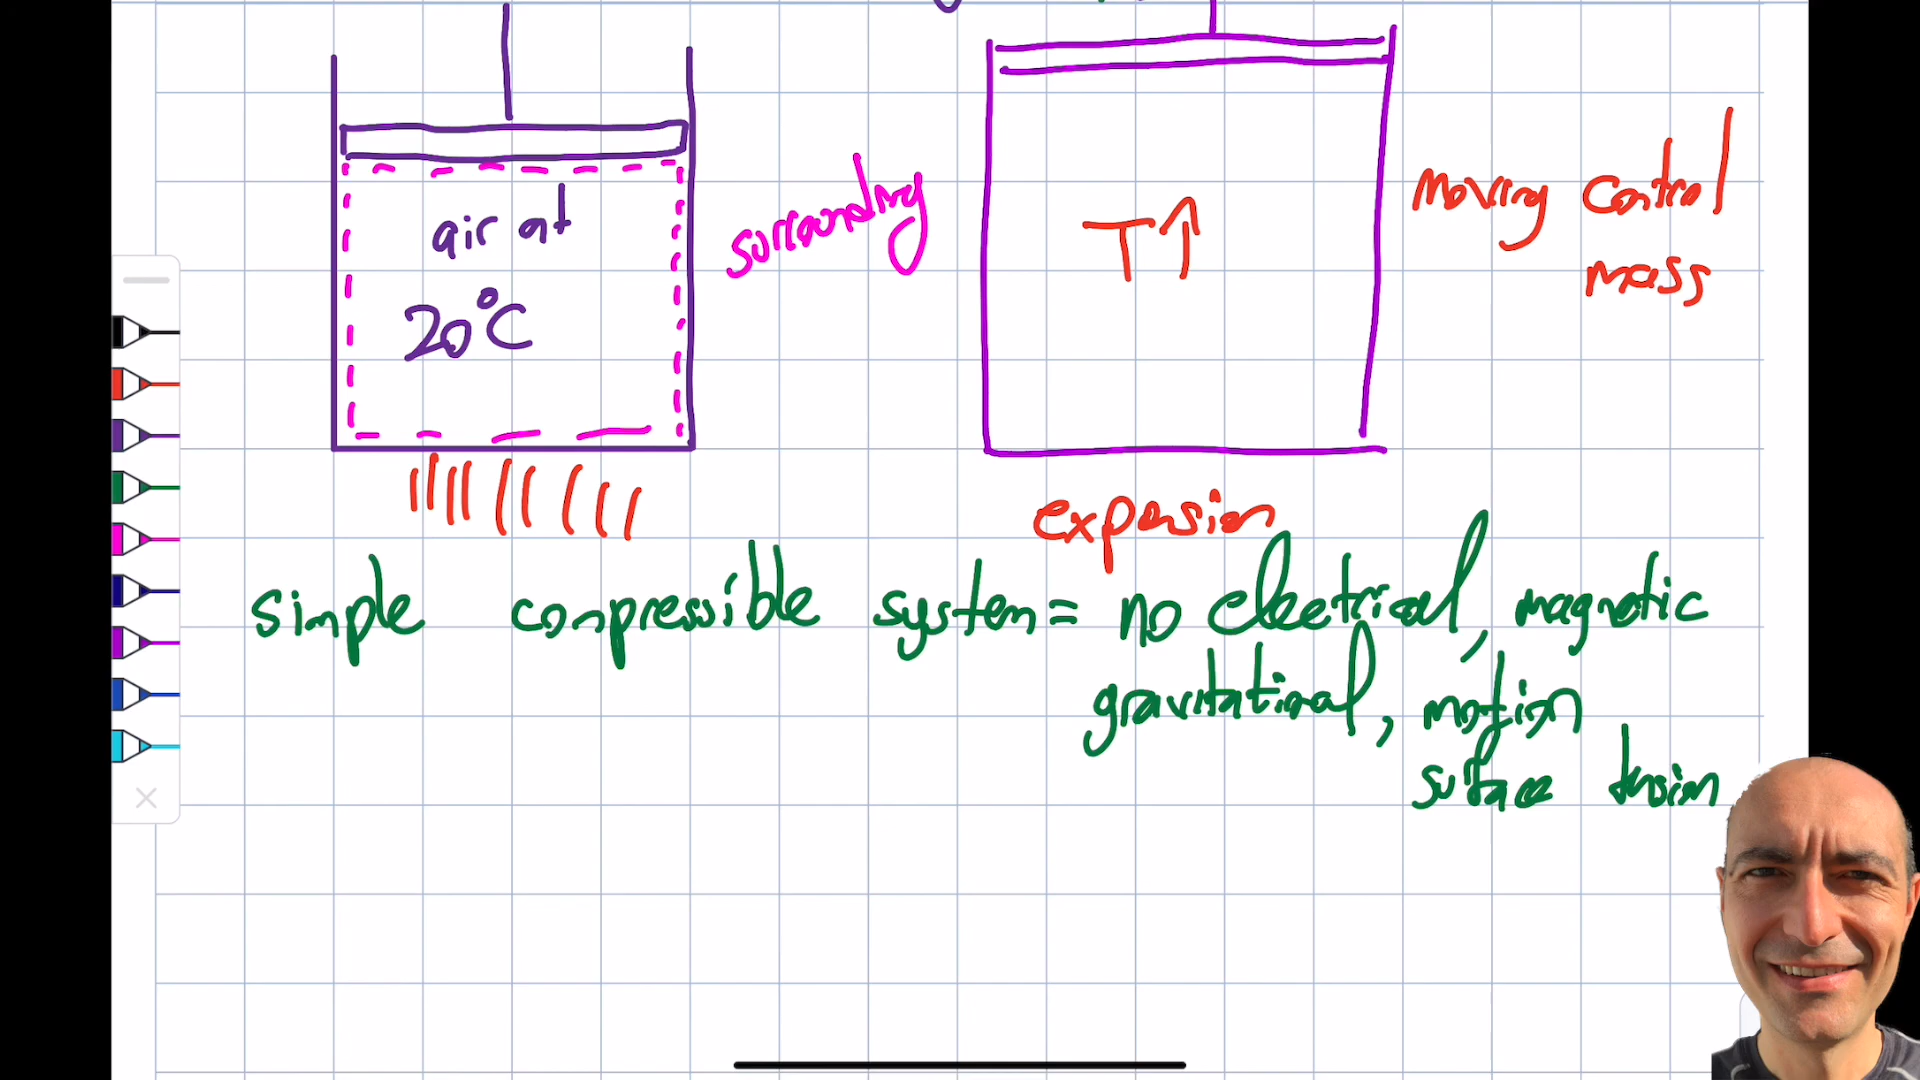 air at
20°C
surrounding
T↑
moving control
mass
expansion
simple compressible system = no electrical, magnetic
gravitational, motion
surface tension